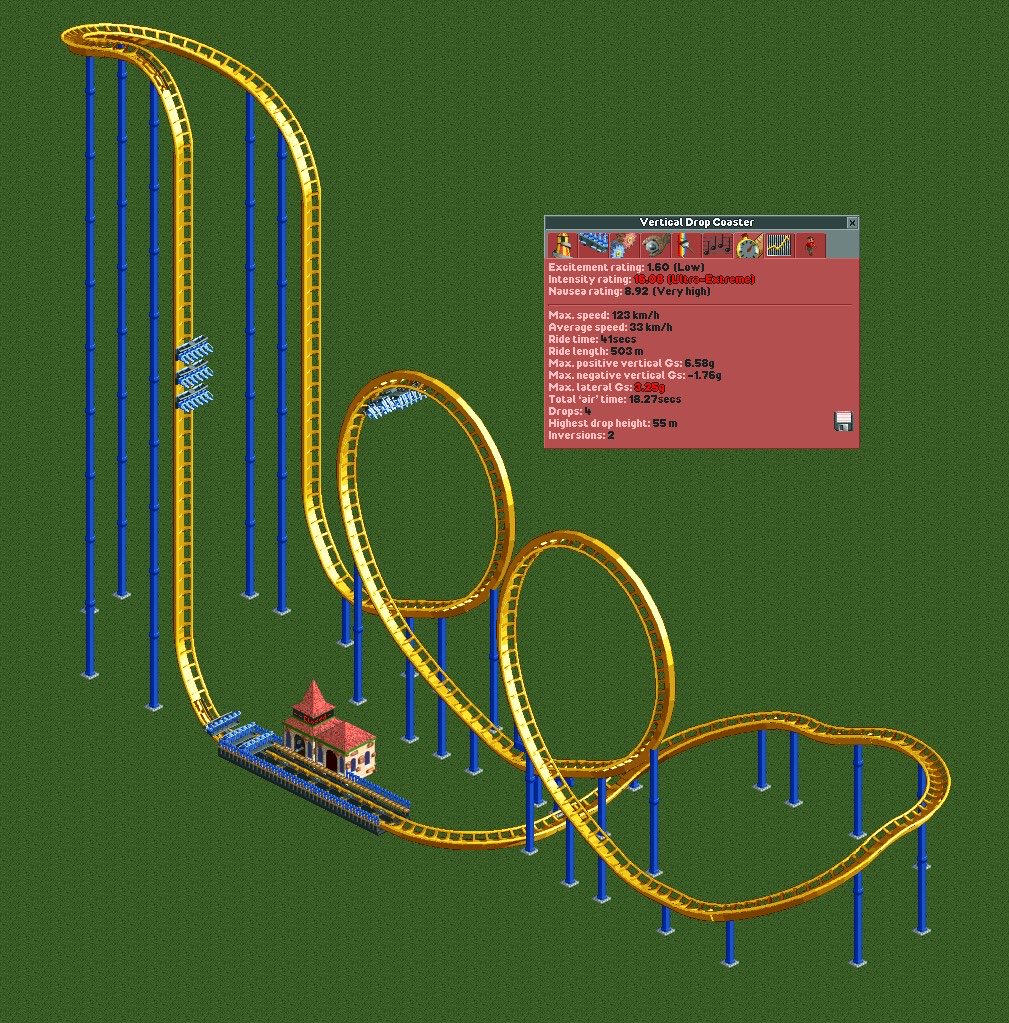 Vertical Drop Coaster
Excitement rating: 1.60 (Low)
Intensity rating: 16.08 (Ultra-Extreme)
Nausea rating: 8.92 (Very high)
Max. speed: 123 km/h
Average speed: 33 km/h
Ride time: 41secs
Ride length: 503 m
Max. positive vertical Gs: 6.58g
Max. negative vertical Gs: -1.76g
Max. lateral Gs: 3.25g
Total 'air' time: 18.27secs
Drops: 4
Highest drop height: 55 m
Inversions: 2